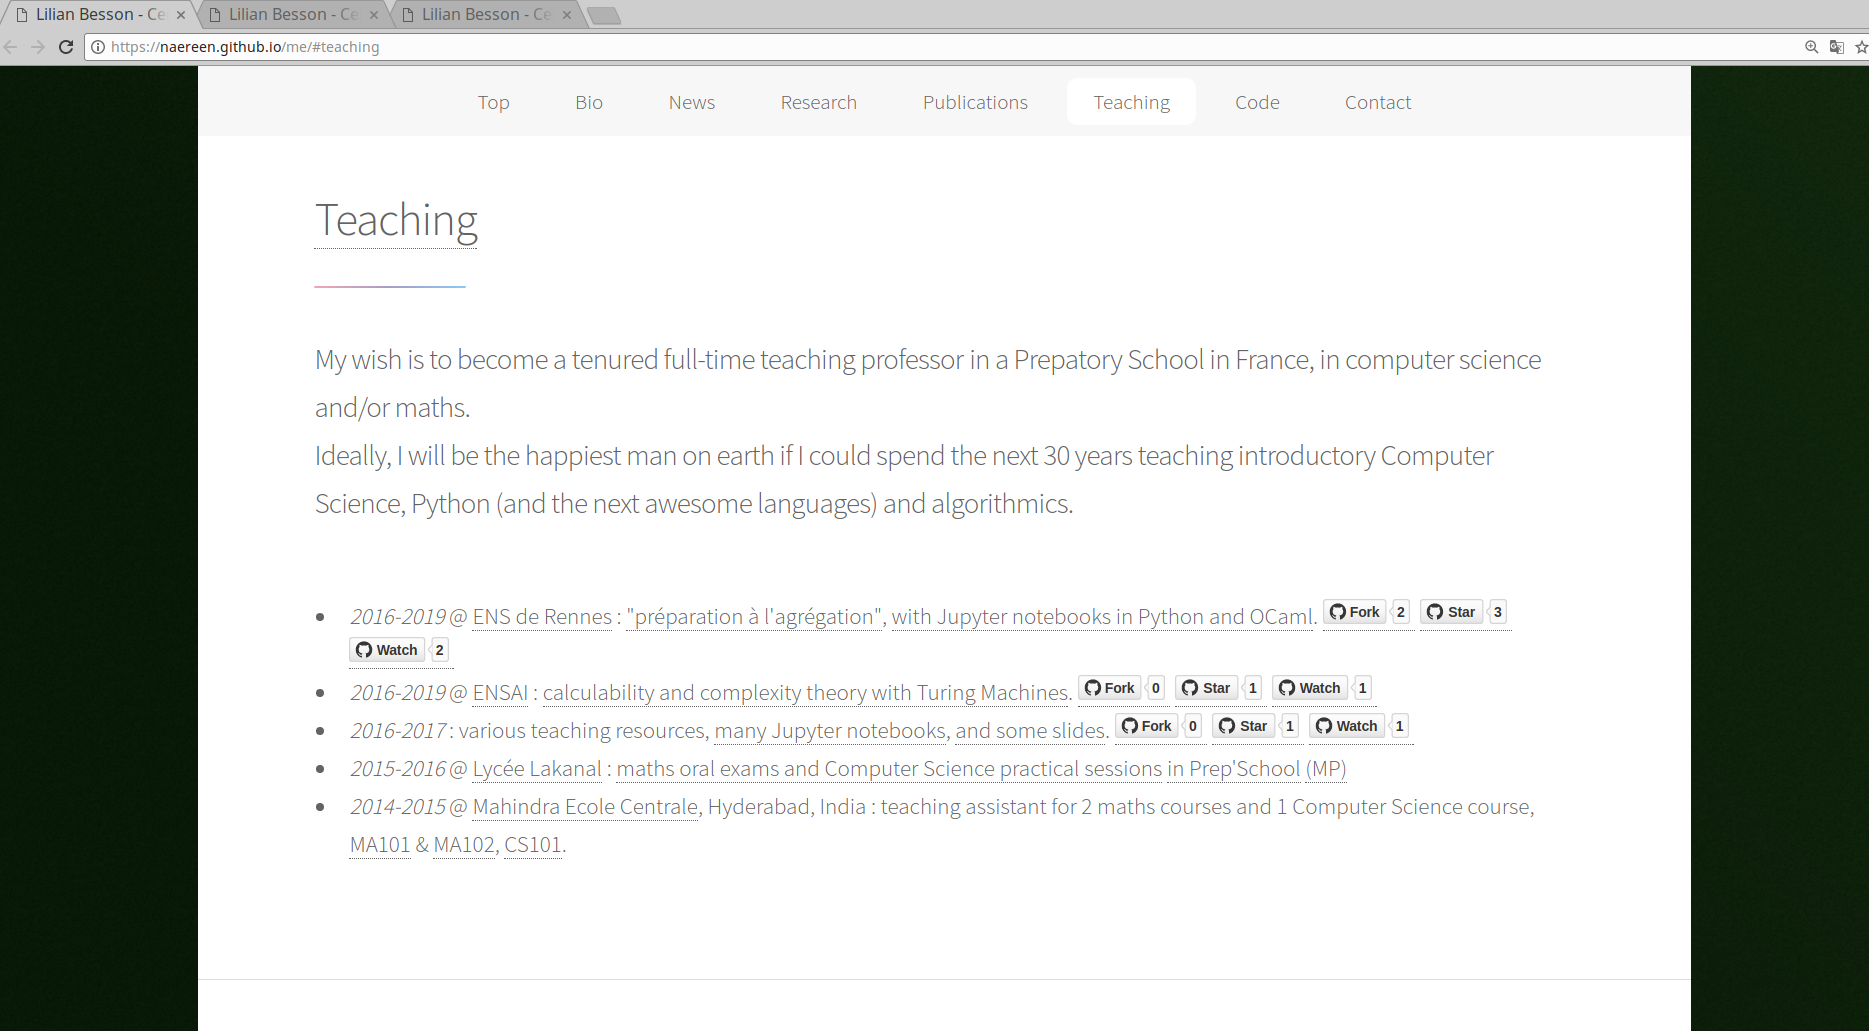 Lilian Besson - Ce
Lilian Besson - Ce
Lilian Besson - Ce
https://naereen.github.io/me/#teaching
Top Bio News Research Publications Teaching Code Contact
Teaching
My wish is to become a tenured full-time teaching professor in a Prepatory School in France, in computer science
and/or maths.
Ideally, I will be the happiest man on earth if I could spend the next 30 years teaching introductory Computer
Science, Python (and the next awesome languages) and algorithmics.
• 2016-2019 @ ENS de Rennes : "préparation à l'agrégation", with Jupyter notebooks in Python and OCaml. Fork 2 Star 3
Watch 2
• 2016-2019 @ ENSAI : calculability and complexity theory with Turing Machines. Fork 0 Star 1 Watch 1
• 2016-2017 : various teaching resources, many Jupyter notebooks, and some slides. Fork 0 Star 1 Watch 1
• 2015-2016 @ Lycée Lakanal : maths oral exams and Computer Science practical sessions in Prep'School (MP)
• 2014-2015 @ Mahindra Ecole Centrale, Hyderabad, India : teaching assistant for 2 maths courses and 1 Computer Science course,
MA101 & MA102, CS101.